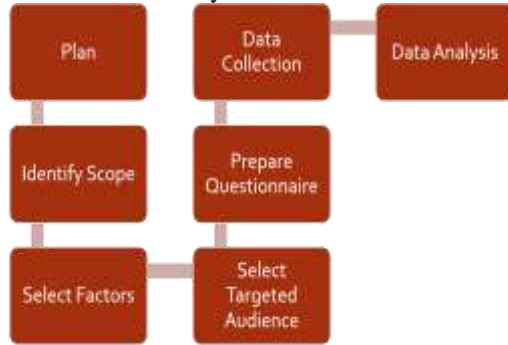 Plan
Identify Scope
Select Factors
Select
Targeted
Audience
Prepare
Questionnaire
Data
Collection
Data Analysis